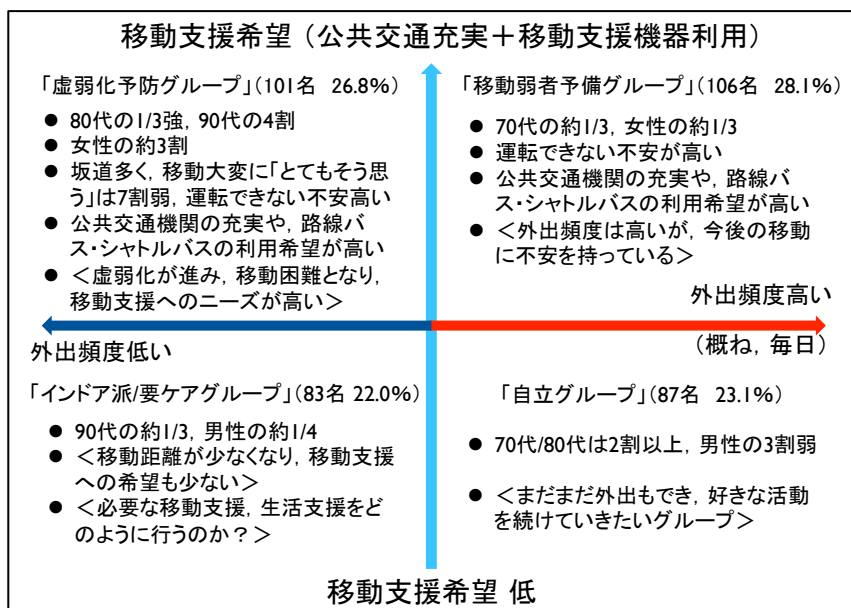 移動支援希望（公共交通充実＋移動支援機器利用）
「虚弱化予防グループ」（101名 26.8%）
● 80代の1/3強，90代の4割
● 女性の約3割
● 坂道多く，移動大変に「とてもそう思
う」は7割弱，運転できない不安高い
● 公共交通機関の充実や，路線バ
ス・シャトルバスの利用希望が高い
● ＜虚弱化が進み，移動困難となり，
移動支援へのニーズが高い＞
「移動弱者予備グループ」（106名 28.1%）
● 70代の約1/3，女性の約1/3
● 運転できない不安が高い
● 公共交通機関の充実や，路線バ
ス・シャトルバスの利用希望が高い
● ＜外出頻度は高いが，今後の移動
に不安を持っている＞
外出頻度高い
外出頻度低い
（概ね，毎日）
「インドア派/要ケアグループ」（83名 22.0%）
● 90代の約1/3，男性の約1/4
● ＜移動距離が少なくなり，移動支援
への希望も少ない＞
● ＜必要な移動支援，生活支援をど
のように行うのか？＞
「自立グループ」（87名 23.1%）
● 70代/80代は2割以上，男性の3割弱
● ＜まだまだ外出もでき，好きな活動
を続けていきたいグループ＞
移動支援希望 低